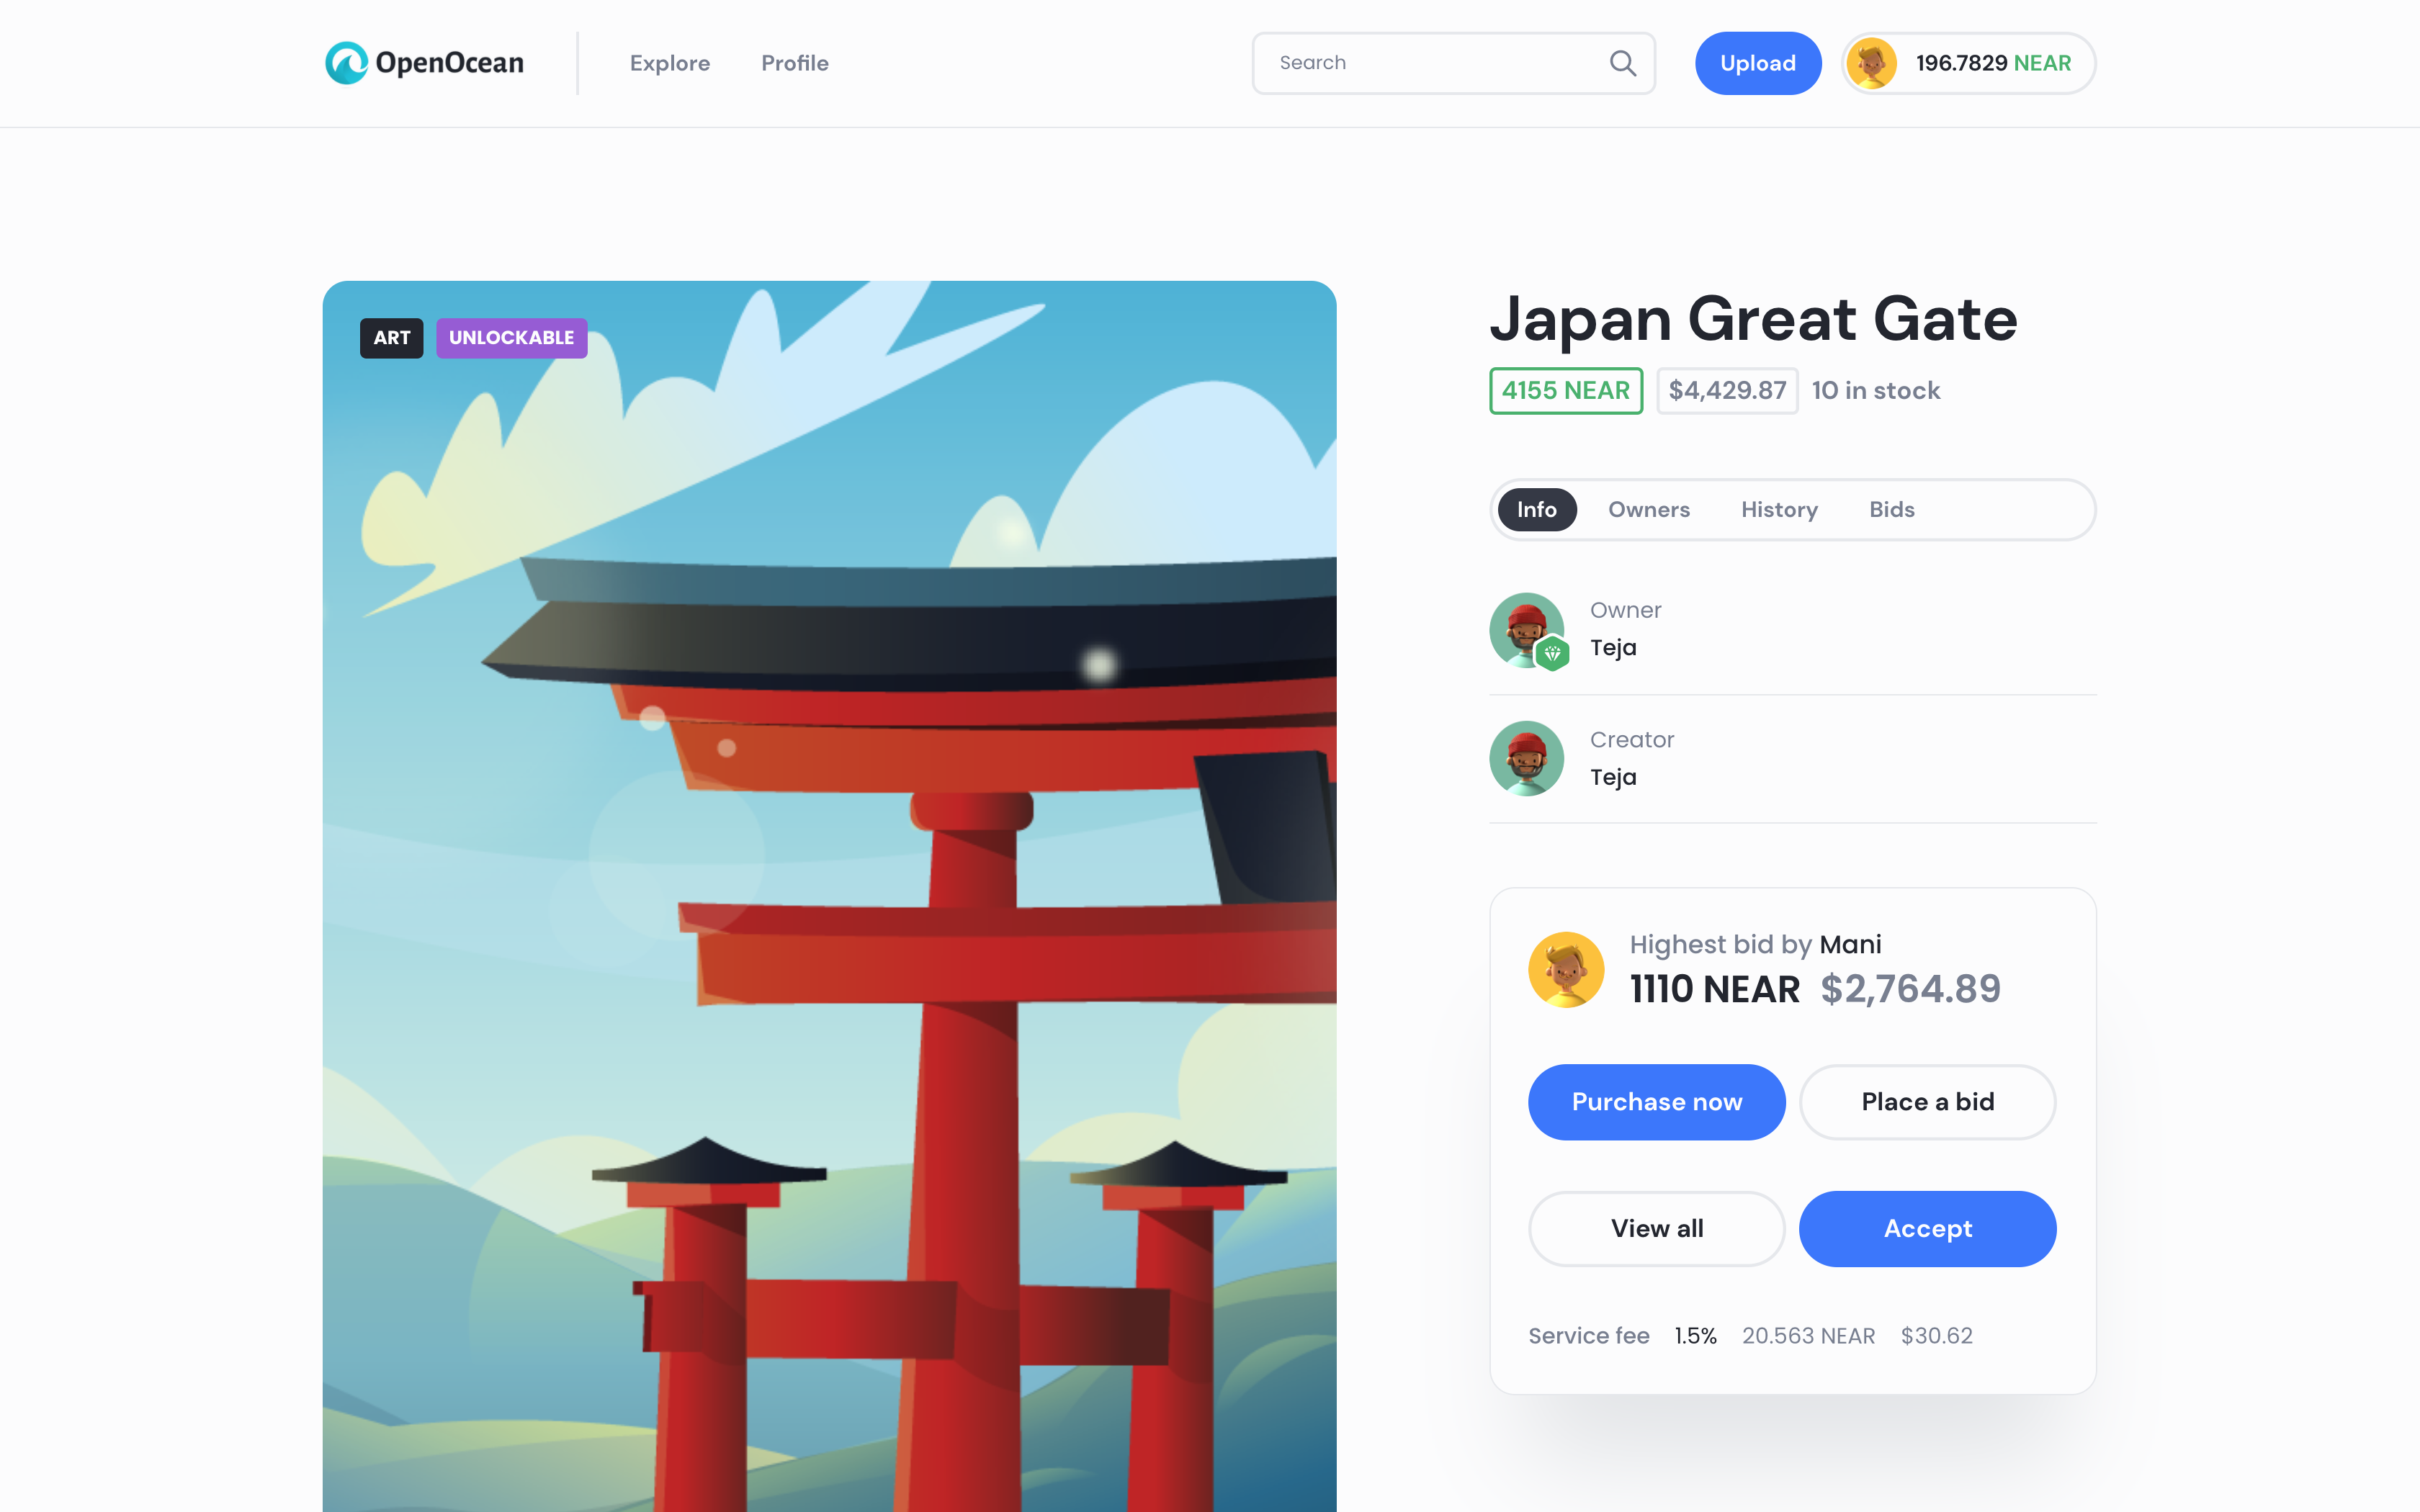 OpenOcean
Explore Profile
Search
Upload
196.7829 NEAR
ART UNLOCKABLE
Japan Great Gate
4155 NEAR $4,429.87 10 in stock
Info Owners History Bids
Owner
Teja
Creator
Teja
Highest bid by Mani
1110 NEAR $2,764.89
Purchase now Place a bid
View all Accept
Service fee 1.5% 20.563 NEAR $30.62